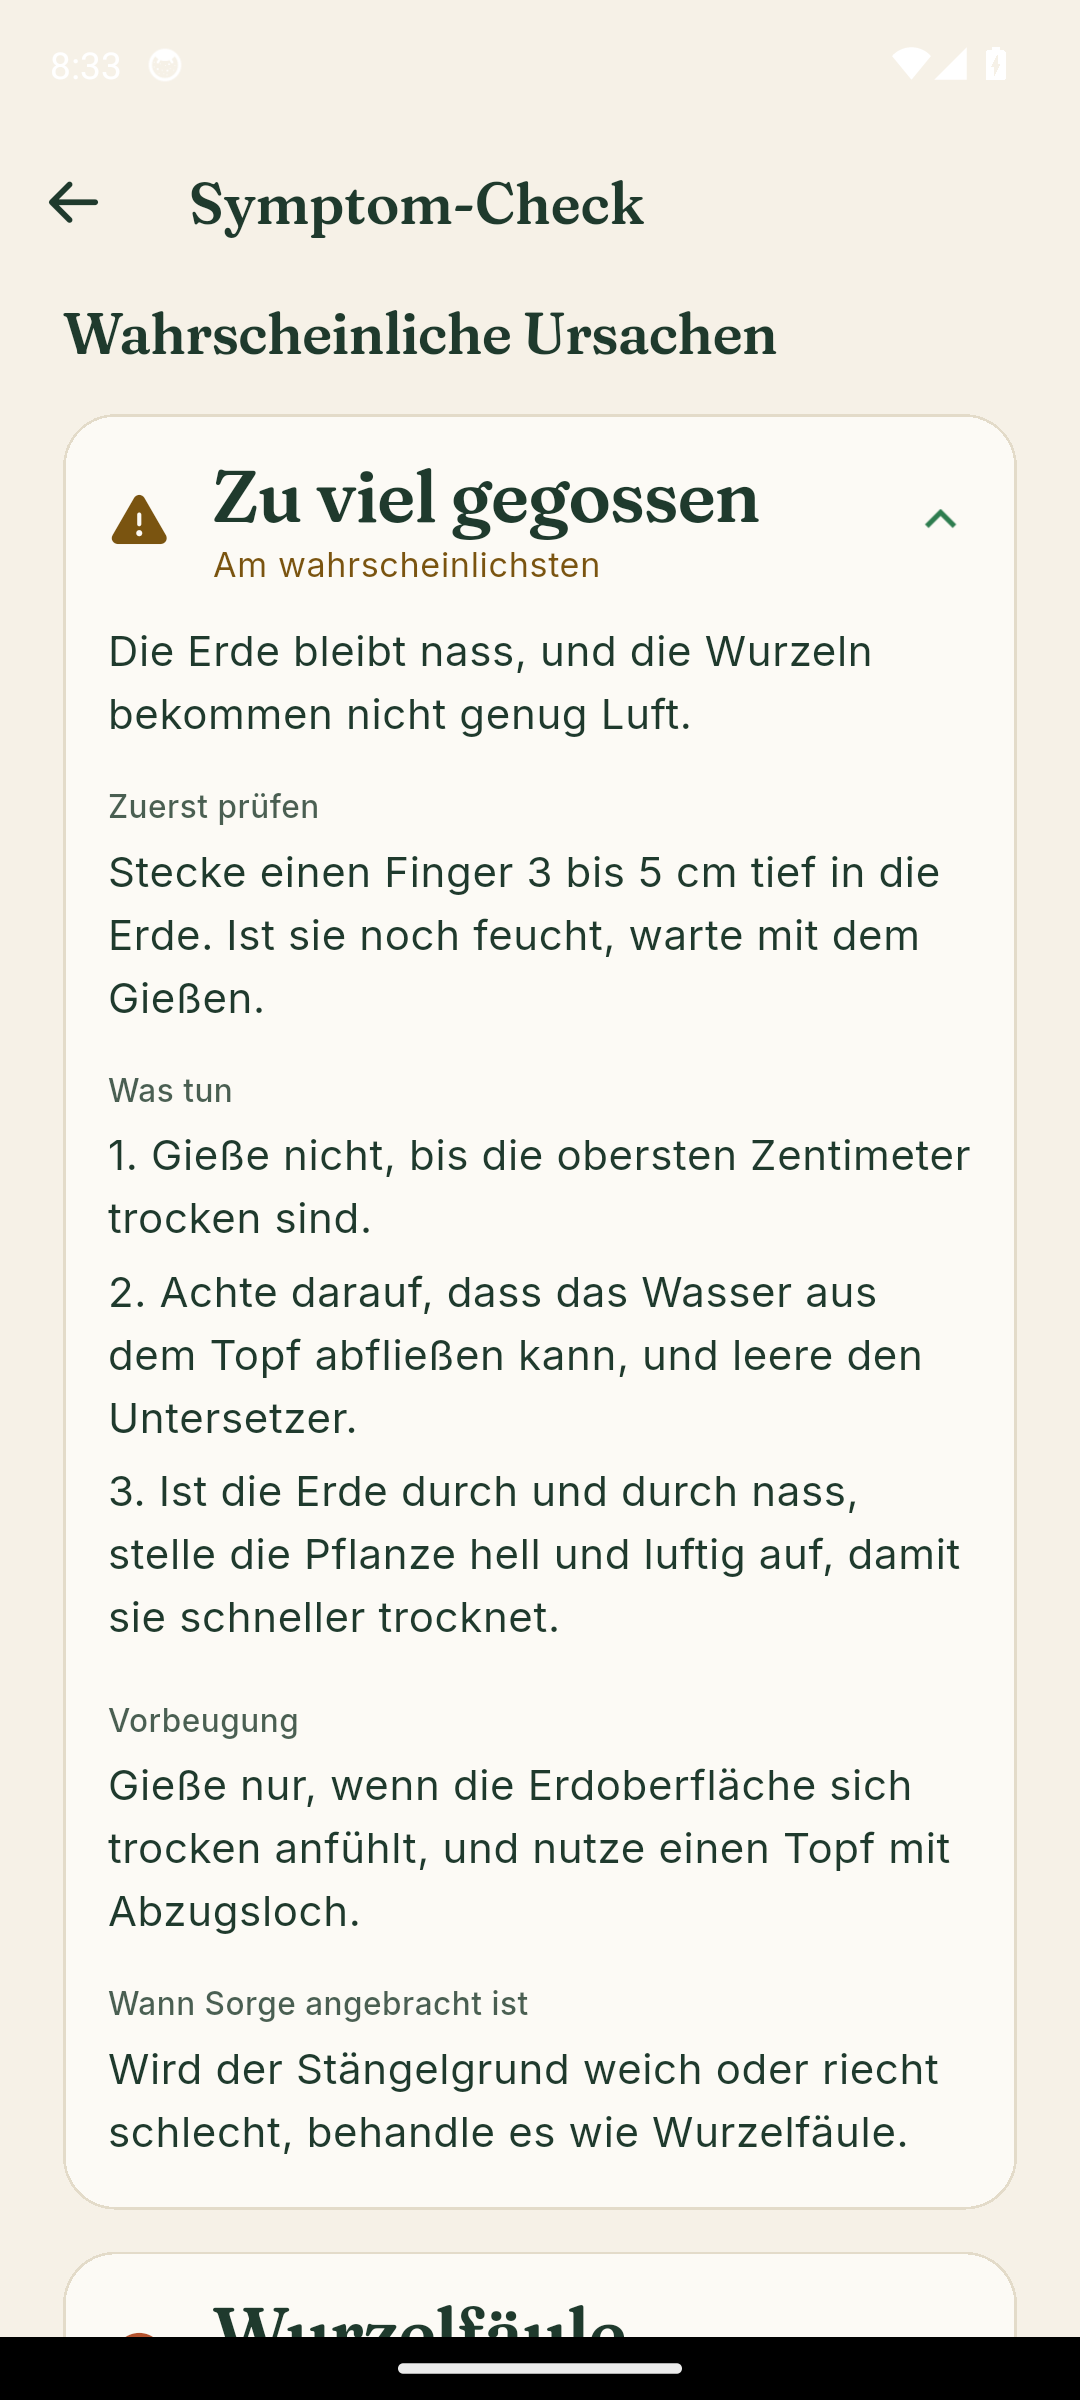 8:33
Symptom-Check
Wahrscheinliche Ursachen
Zu viel gegossen
Am wahrscheinlichsten
Die Erde bleibt nass, und die Wurzeln
bekommen nicht genug Luft.
Zuerst prüfen
Stecke einen Finger 3 bis 5 cm tief in die
Erde. Ist sie noch feucht, warte mit dem
Gießen.
Was tun
1. Gieße nicht, bis die obersten Zentimeter
trocken sind.
2. Achte darauf, dass das Wasser aus
dem Topf abfließen kann, und leere den
Untersetzer.
3. Ist die Erde durch und durch nass,
stelle die Pflanze hell und luftig auf, damit
sie schneller trocknet.
Vorbeugung
Gieße nur, wenn die Erdoberfläche sich
trocken anfühlt, und nutze einen Topf mit
Abzugsloch.
Wann Sorge angebracht ist
Wird der Stängelgrund weich oder riecht
schlecht, behandle es wie Wurzelfäule.
Wurzelfäule